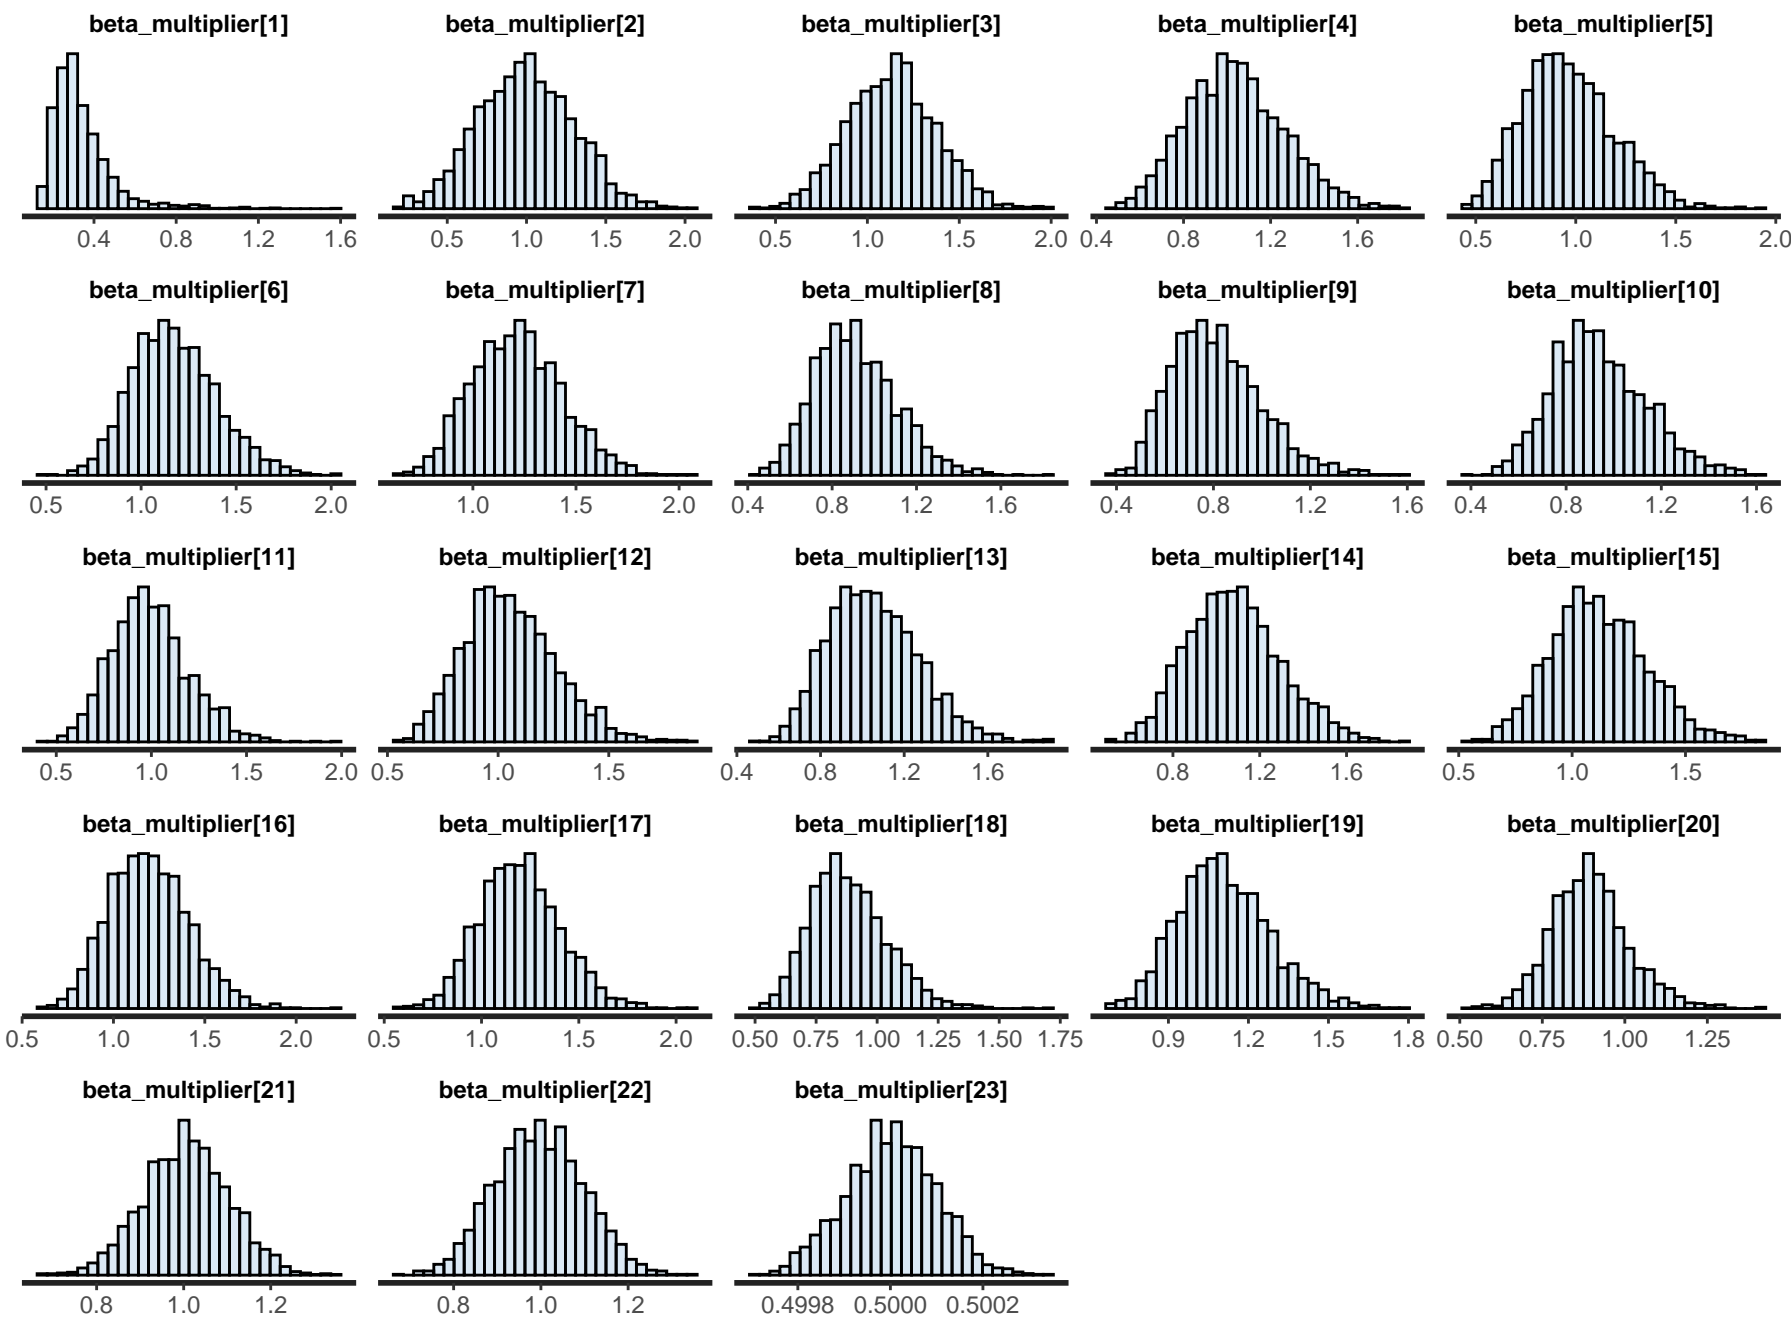 beta_multiplier[1] beta_multiplier[2] beta_multiplier[3] beta_multiplier[4] beta_multiplier[5]
0.4 0.8 1.2 1.6 0.5 1.0 1.5 2.0 0.5 1.0 1.5 2.0 0.4 0.8 1.2 1.6 0.5 1.0 1.5 2.0
beta_multiplier[6] beta_multiplier[7] beta_multiplier[8] beta_multiplier[9] beta_multiplier[10]
0.5 1.0 1.5 2.0 1.0 1.5 2.0 0.4 0.8 1.2 1.6 0.4 0.8 1.2 1.6 0.4 0.8 1.2 1.6
beta_multiplier[11] beta_multiplier[12] beta_multiplier[13] beta_multiplier[14] beta_multiplier[15]
0.5 1.0 1.5 2.0 0.5 1.0 1.5 0.4 0.8 1.2 1.6 0.8 1.2 1.6 0.5 1.0 1.5
beta_multiplier[16] beta_multiplier[17] beta_multiplier[18] beta_multiplier[19] beta_multiplier[20]
0.5 1.0 1.5 2.0 0.5 1.0 1.5 2.0 0.50 0.75 1.00 1.25 1.50 1.75 0.9 1.2 1.5 1.8 0.50 0.75 1.00 1.25
beta_multiplier[21] beta_multiplier[22] beta_multiplier[23]
0.8 1.0 1.2 0.8 1.0 1.2 0.4998 0.5000 0.5002